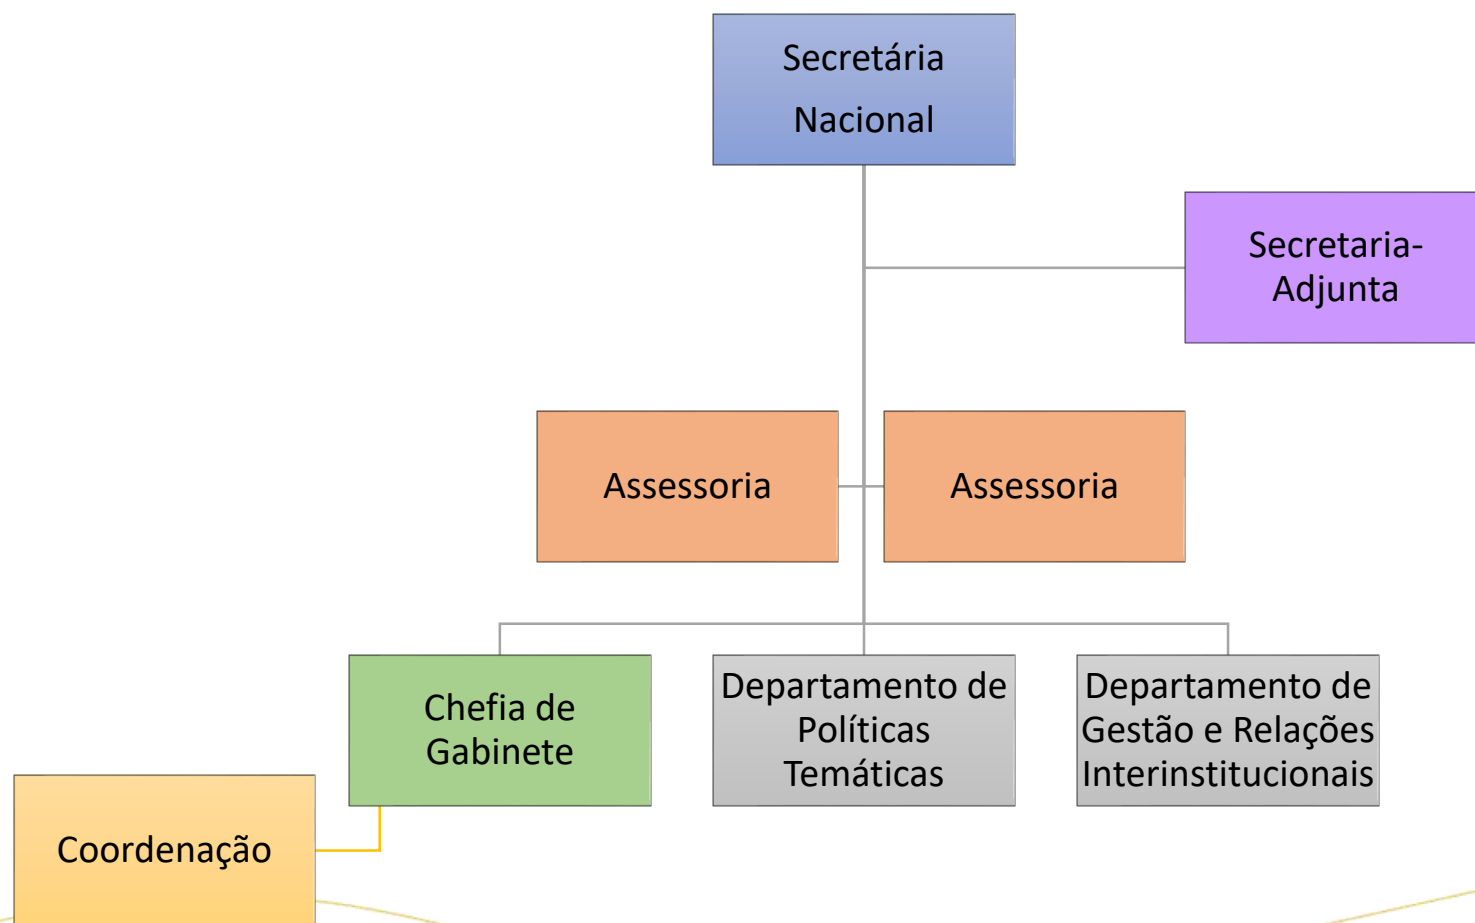 Secretária
Nacional
Secretaria-
Adjunta
Assessoria
Assessoria
Chefia de
Gabinete
Departamento de
Políticas
Temáticas
Departamento de
Gestão e Relações
Interinstitucionais
Coordenação